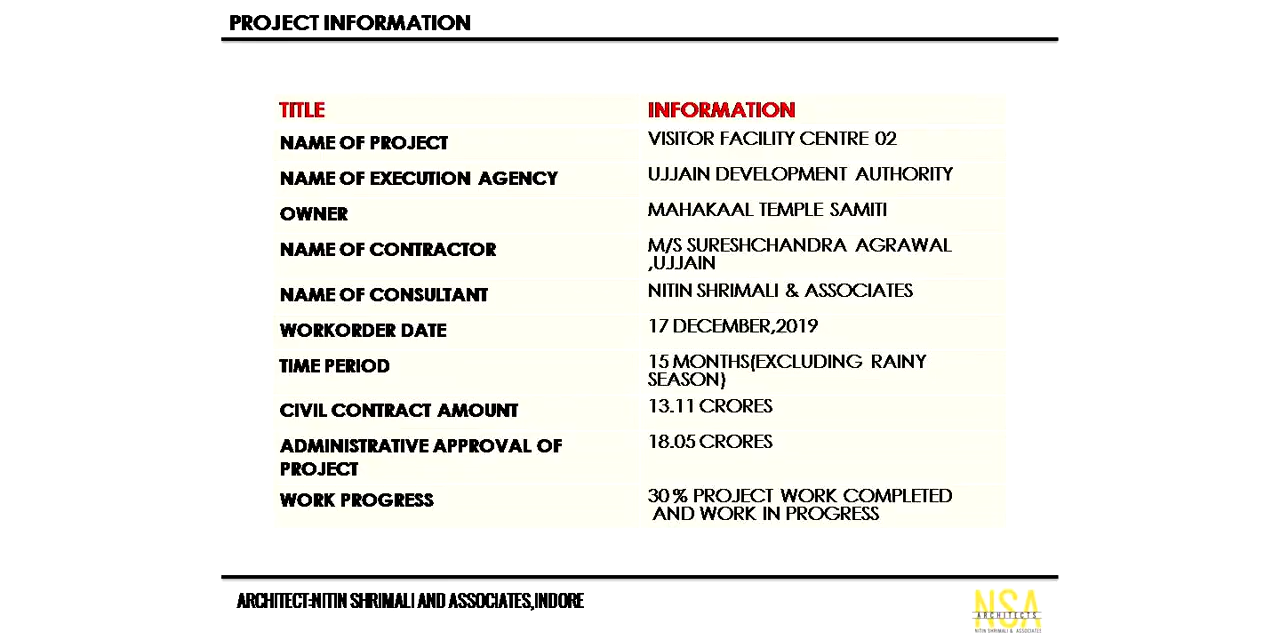 PROJECT INFORMATION
TITLE INFORMATION
NAME OF PROJECT VISITOR FACILITY CENTRE 02
NAME OF EXECUTION AGENCY UJJAIN DEVELOPMENT AUTHORITY
OWNER MAHAKAAL TEMPLE SAMITI
NAME OF CONTRACTOR M/S SURESHCHANDRA AGRAWAL
,UJJAIN
NAME OF CONSULTANT NITIN SHRIMALI & ASSOCIATES
WORKORDER DATE 17 DECEMBER,2019
TIME PERIOD 15 MONTHS(EXCLUDING RAINY
SEASON)
CIVIL CONTRACT AMOUNT 13.11 CRORES
ADMINISTRATIVE APPROVAL OF 18.05 CRORES
PROJECT
WORK PROGRESS 30% PROJECT WORK COMPLETED
AND WORK IN PROGRESS
ARCHITECT:-NITIN SHRIMALI AND ASSOCIATES,INDORE
NSA
ARCHITECTS
NITIN SHRIMALI & ASSOCIATES